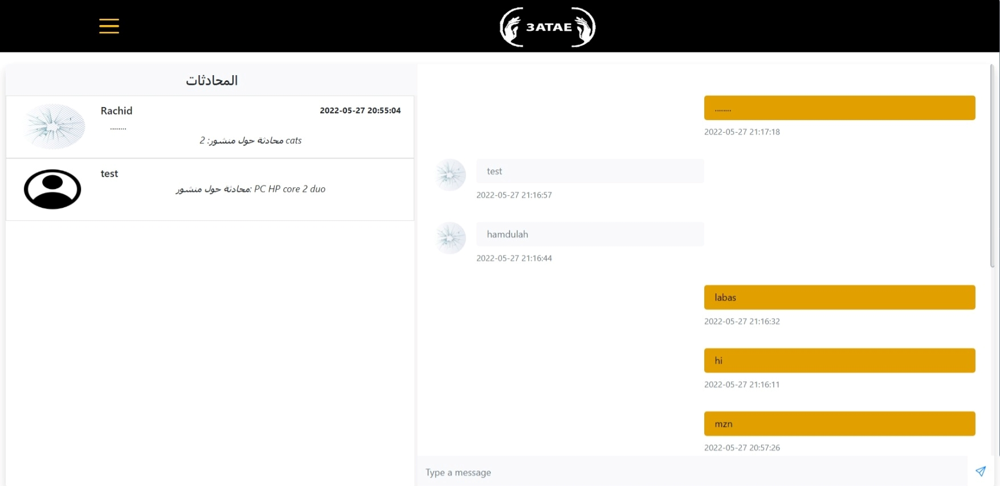 3ATAE
المحادثات
Rachid
2022-05-27 20:55:04
........
محادثة حول منشور: 2 cats
test
محادثة حول منشور: PC HP core 2 duo
........
2022-05-27 21:17:18
test
2022-05-27 21:16:57
hamdulah
2022-05-27 21:16:44
labas
2022-05-27 21:16:32
hi
2022-05-27 21:16:11
mzn
2022-05-27 20:57:26
Type a message